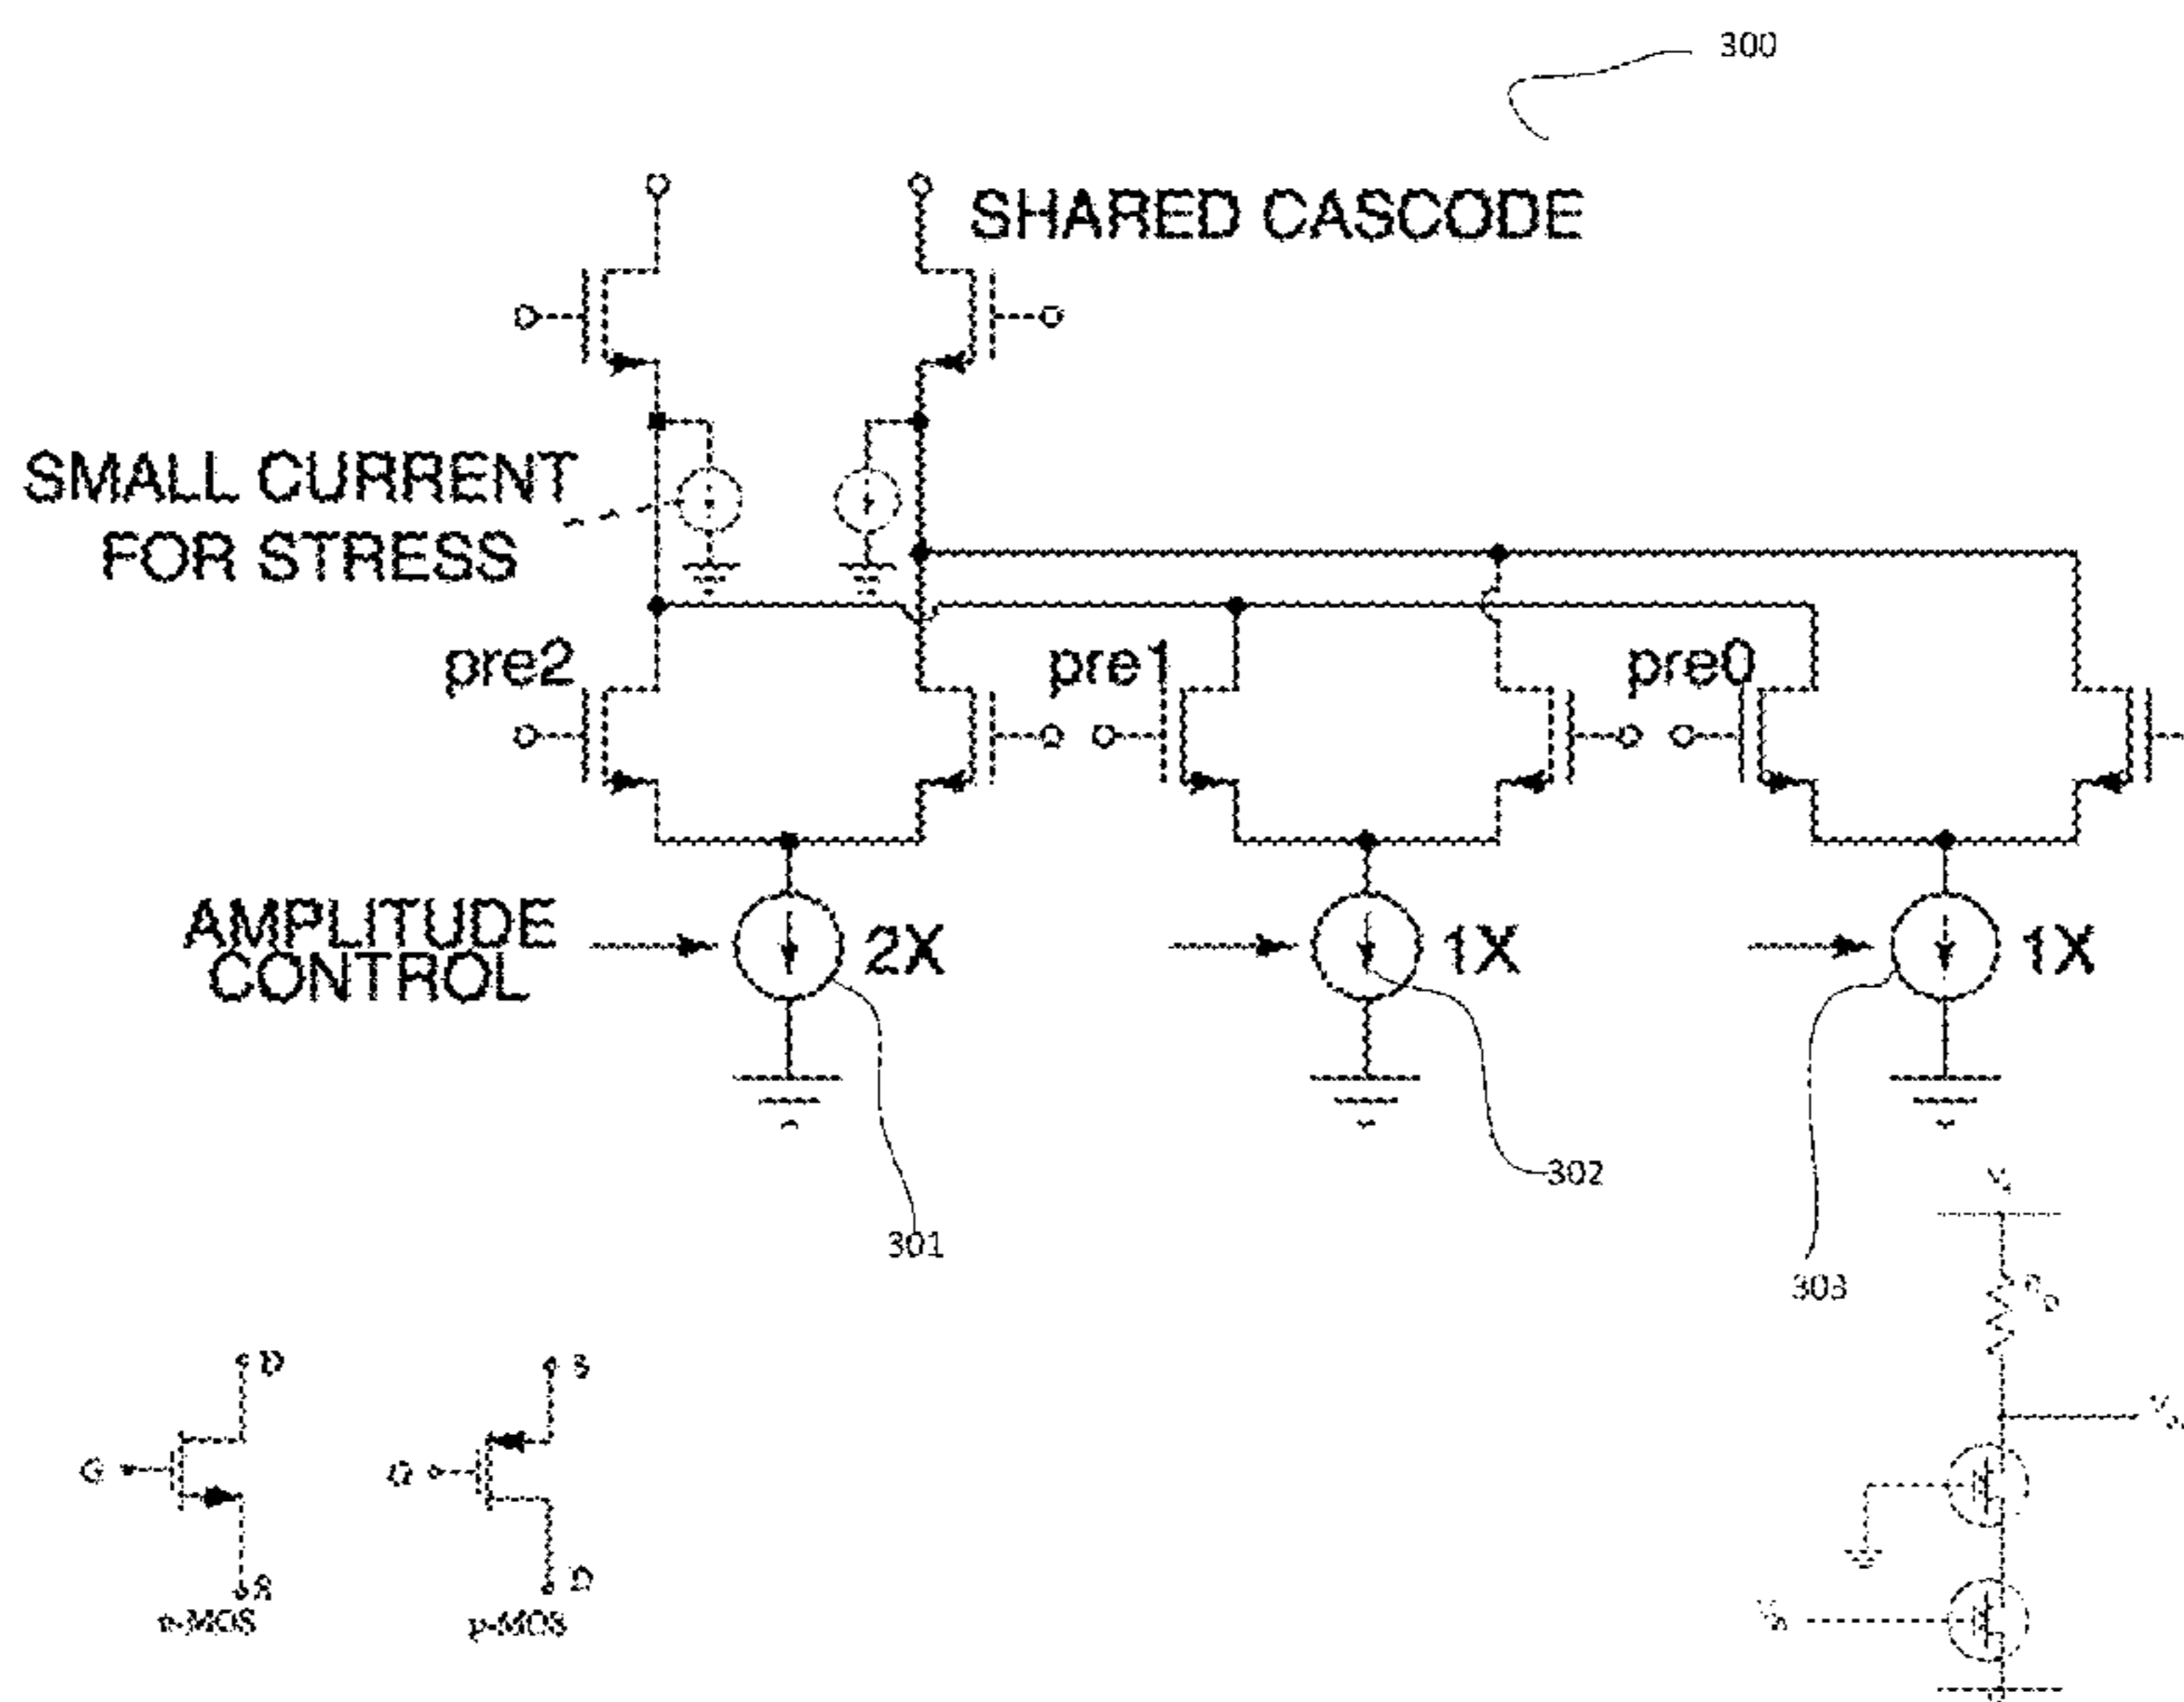 300
SHARED CASCODE
SMALL CURRENT
FOR STRESS
pre2
pre1
pre0
AMPLITUDE
CONTROL
2X
1X
1X
301
302
303
D
S
G
G
S
D
n-MOS
p-MOS